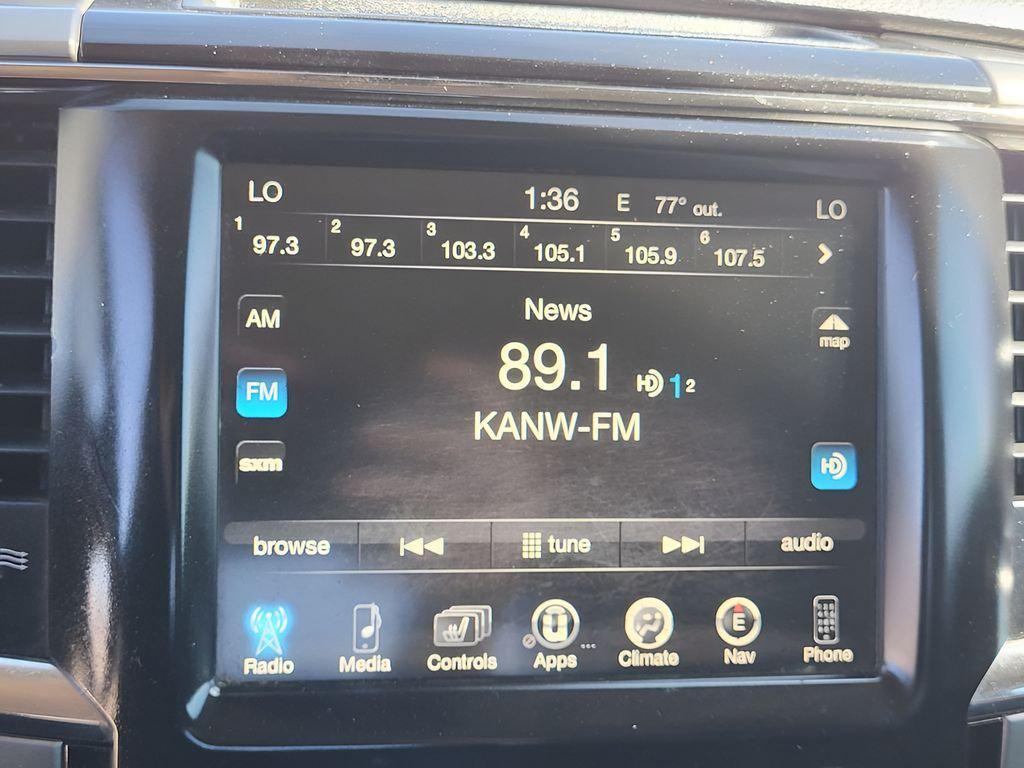 LO 1:36 E 77° out. LO
1 97.3 2 97.3 3 103.3 4 105.1 5 105.9 6 107.5 >
News
AM
map
89.1 HD 1 2
FM
KANW-FM
sxm
HD
browse tune audio
Radio Media Controls Apps Climate E Nav Phone